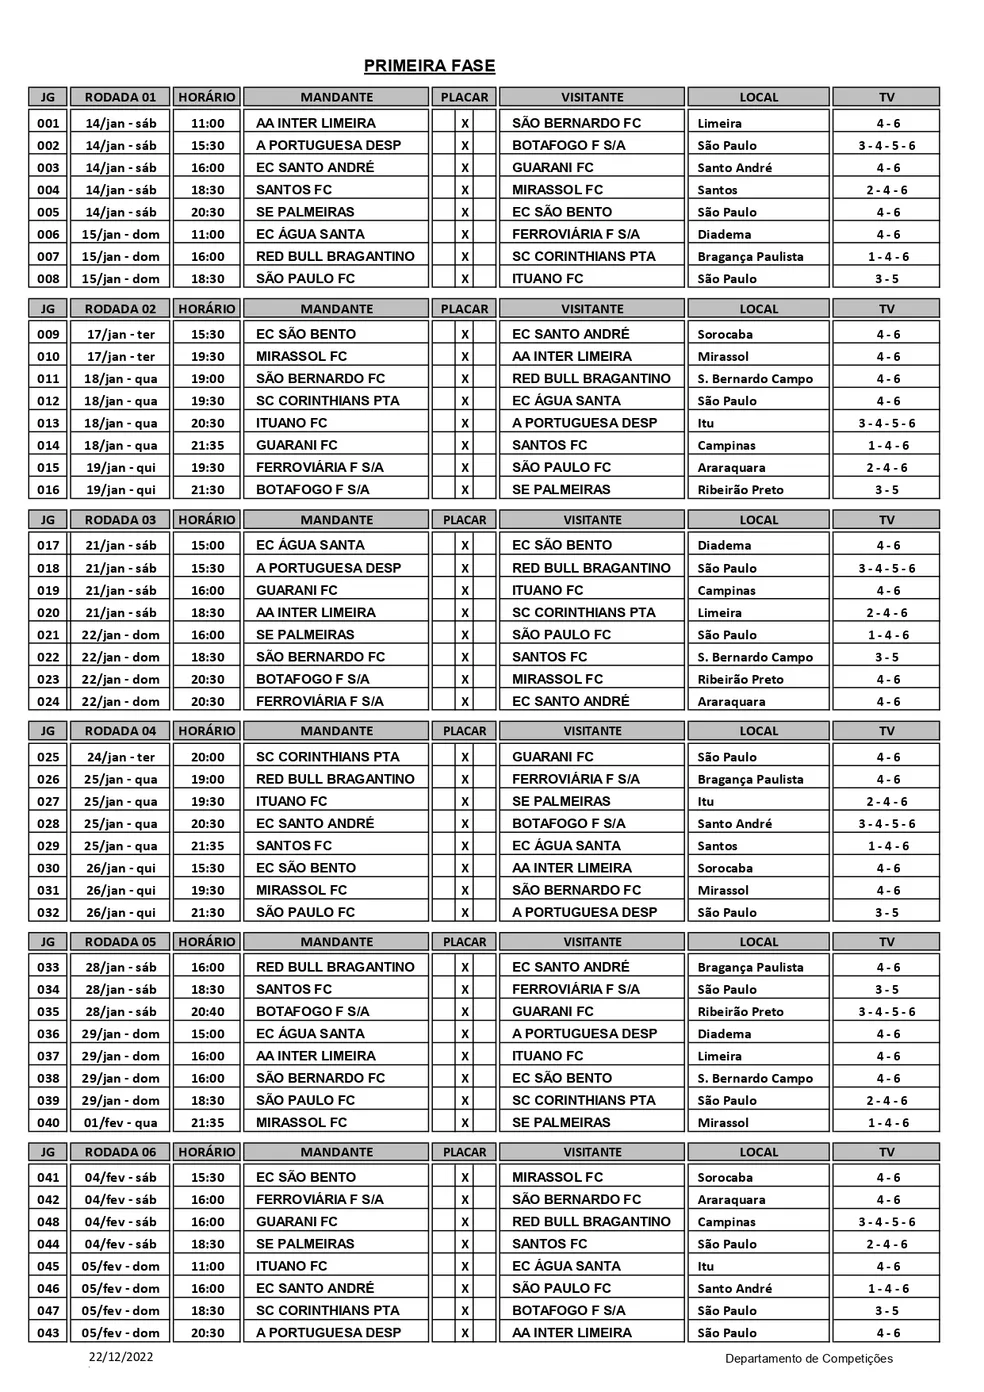 PRIMEIRA FASE
JG RODADA 01 HORÁRIO MANDANTE PLACAR VISITANTE LOCAL TV
001 14/jan - sáb 11:00 AA INTER LIMEIRA X SÃO BERNARDO FC Limeira 4 - 6
002 14/jan - sáb 15:30 A PORTUGUESA DESP X BOTAFOGO F S/A São Paulo 3 - 4 - 5 - 6
003 14/jan - sáb 16:00 EC SANTO ANDRÉ X GUARANI FC Santo André 4 - 6
004 14/jan - sáb 18:30 SANTOS FC X MIRASSOL FC Santos 2 - 4 - 6
005 14/jan - sáb 20:30 SE PALMEIRAS X EC SÃO BENTO São Paulo 4 - 6
006 15/jan - dom 11:00 EC ÁGUA SANTA X FERROVIÁRIA F S/A Diadema 4 - 6
007 15/jan - dom 16:00 RED BULL BRAGANTINO X SC CORINTHIANS PTA Bragança Paulista 1 - 4 - 6
008 15/jan - dom 18:30 SÃO PAULO FC X ITUANO FC São Paulo 3 - 5
JG RODADA 02 HORÁRIO MANDANTE PLACAR VISITANTE LOCAL TV
009 17/jan - ter 15:30 EC SÃO BENTO X EC SANTO ANDRÉ Sorocaba 4 - 6
010 17/jan - ter 19:30 MIRASSOL FC X AA INTER LIMEIRA Mirassol 4 - 6
011 18/jan - qua 19:00 SÃO BERNARDO FC X RED BULL BRAGANTINO S. Bernardo Campo 4 - 6
012 18/jan - qua 19:30 SC CORINTHIANS PTA X EC ÁGUA SANTA São Paulo 4 - 6
013 18/jan - qua 20:30 ITUANO FC X A PORTUGUESA DESP Itu 3 - 4 - 5 - 6
014 18/jan - qua 21:35 GUARANI FC X SANTOS FC Campinas 1 - 4 - 6
015 19/jan - qui 19:30 FERROVIÁRIA F S/A X SÃO PAULO FC Araraquara 2 - 4 - 6
016 19/jan - qui 21:30 BOTAFOGO F S/A X SE PALMEIRAS Ribeirão Preto 3 - 5
JG RODADA 03 HORÁRIO MANDANTE PLACAR VISITANTE LOCAL TV
017 21/jan - sáb 15:00 EC ÁGUA SANTA X EC SÃO BENTO Diadema 4 - 6
018 21/jan - sáb 15:30 A PORTUGUESA DESP X RED BULL BRAGANTINO São Paulo 3 - 4 - 5 - 6
019 21/jan - sáb 16:00 GUARANI FC X ITUANO FC Campinas 4 - 6
020 21/jan - sáb 18:30 AA INTER LIMEIRA X SC CORINTHIANS PTA Limeira 2 - 4 - 6
021 22/jan - dom 16:00 SE PALMEIRAS X SÃO PAULO FC São Paulo 1 - 4 - 6
022 22/jan - dom 18:30 SÃO BERNARDO FC X SANTOS FC S. Bernardo Campo 3 - 5
023 22/jan - dom 20:30 BOTAFOGO F S/A X MIRASSOL FC Ribeirão Preto 4 - 6
024 22/jan - dom 20:30 FERROVIÁRIA F S/A X EC SANTO ANDRÉ Araraquara 4 - 6
JG RODADA 04 HORÁRIO MANDANTE PLACAR VISITANTE LOCAL TV
025 24/jan - ter 20:00 SC CORINTHIANS PTA X GUARANI FC São Paulo 4 - 6
026 25/jan - qua 19:00 RED BULL BRAGANTINO X FERROVIÁRIA F S/A Bragança Paulista 4 - 6
027 25/jan - qua 19:30 ITUANO FC X SE PALMEIRAS Itu 2 - 4 - 6
028 25/jan - qua 20:30 EC SANTO ANDRÉ X BOTAFOGO F S/A Santo André 3 - 4 - 5 - 6
029 25/jan - qua 21:35 SANTOS FC X EC ÁGUA SANTA Santos 1 - 4 - 6
030 26/jan - qui 15:30 EC SÃO BENTO X AA INTER LIMEIRA Sorocaba 4 - 6
031 26/jan - qui 19:30 MIRASSOL FC X SÃO BERNARDO FC Mirassol 4 - 6
032 26/jan - qui 21:30 SÃO PAULO FC X A PORTUGUESA DESP São Paulo 3 - 5
JG RODADA 05 HORÁRIO MANDANTE PLACAR VISITANTE LOCAL TV
033 28/jan - sáb 16:00 RED BULL BRAGANTINO X EC SANTO ANDRÉ Bragança Paulista 4 - 6
034 28/jan - sáb 18:30 SANTOS FC X FERROVIÁRIA F S/A São Paulo 3 - 5
035 28/jan - sáb 20:40 BOTAFOGO F S/A X GUARANI FC Ribeirão Preto 3 - 4 - 5 - 6
036 29/jan - dom 15:00 EC ÁGUA SANTA X A PORTUGUESA DESP Diadema 4 - 6
037 29/jan - dom 16:00 AA INTER LIMEIRA X ITUANO FC Limeira 4 - 6
038 29/jan - dom 16:00 SÃO BERNARDO FC X EC SÃO BENTO S. Bernardo Campo 4 - 6
039 29/jan - dom 18:30 SÃO PAULO FC X SC CORINTHIANS PTA São Paulo 2 - 4 - 6
040 01/fev - qua 21:35 MIRASSOL FC X SE PALMEIRAS Mirassol 1 - 4 - 6
JG RODADA 06 HORÁRIO MANDANTE PLACAR VISITANTE LOCAL TV
041 04/fev - sáb 15:30 EC SÃO BENTO X MIRASSOL FC Sorocaba 4 - 6
042 04/fev - sáb 16:00 FERROVIÁRIA F S/A X SÃO BERNARDO FC Araraquara 4 - 6
048 04/fev - sáb 16:00 GUARANI FC X RED BULL BRAGANTINO Campinas 3 - 4 - 5 - 6
044 04/fev - sáb 18:30 SE PALMEIRAS X SANTOS FC São Paulo 2 - 4 - 6
045 05/fev - dom 11:00 ITUANO FC X EC ÁGUA SANTA Itu 4 - 6
046 05/fev - dom 16:00 EC SANTO ANDRÉ X SÃO PAULO FC Santo André 1 - 4 - 6
047 05/fev - dom 18:30 SC CORINTHIANS PTA X BOTAFOGO F S/A São Paulo 3 - 5
043 05/fev - dom 20:30 A PORTUGUESA DESP X AA INTER LIMEIRA São Paulo 4 - 6
22/12/2022 Departamento de Competições